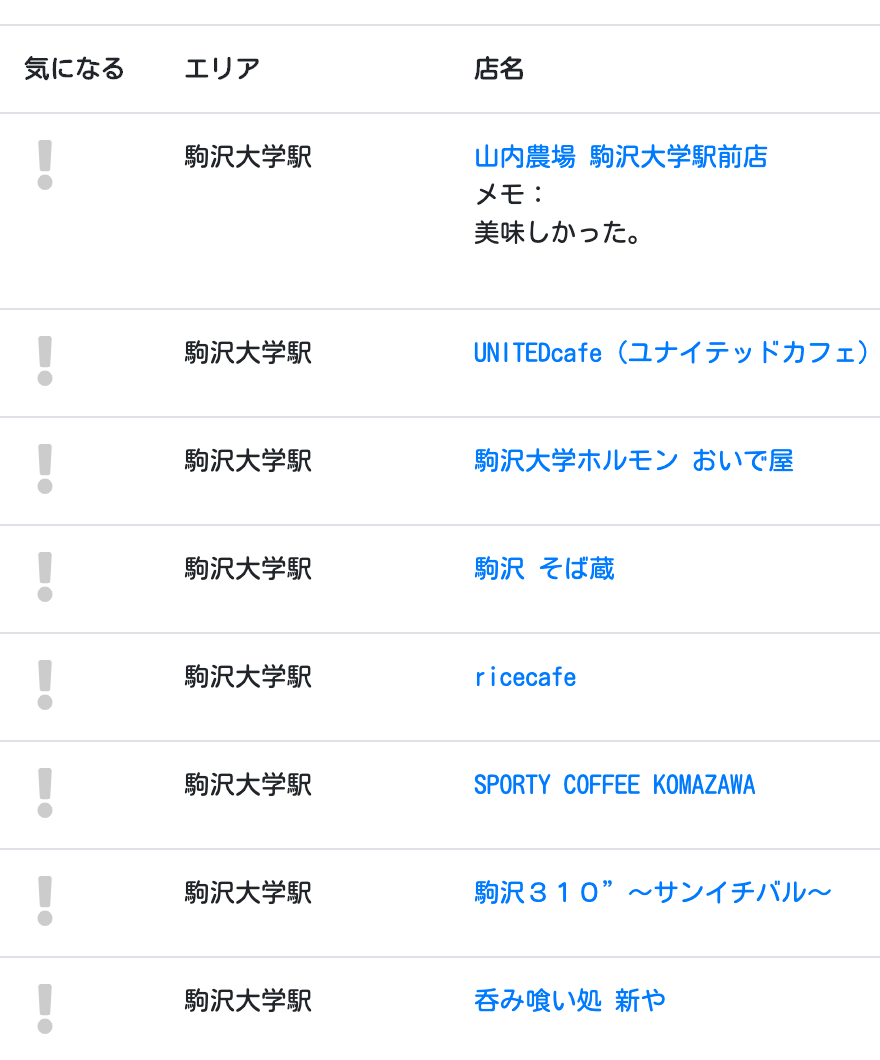 気になる エリア 店名
駒沢大学駅 山内農場 駒沢大学駅前店
メモ：
美味しかった。
駒沢大学駅 UNITEDcafe（ユナイテッドカフェ）
駒沢大学駅 駒沢大学ホルモン おいで屋
駒沢大学駅 駒沢 そば蔵
駒沢大学駅 ricecafe
駒沢大学駅 SPORTY COFFEE KOMAZAWA
駒沢大学駅 駒沢３１０”～サンイチバル～
駒沢大学駅 呑み喰い処 新や